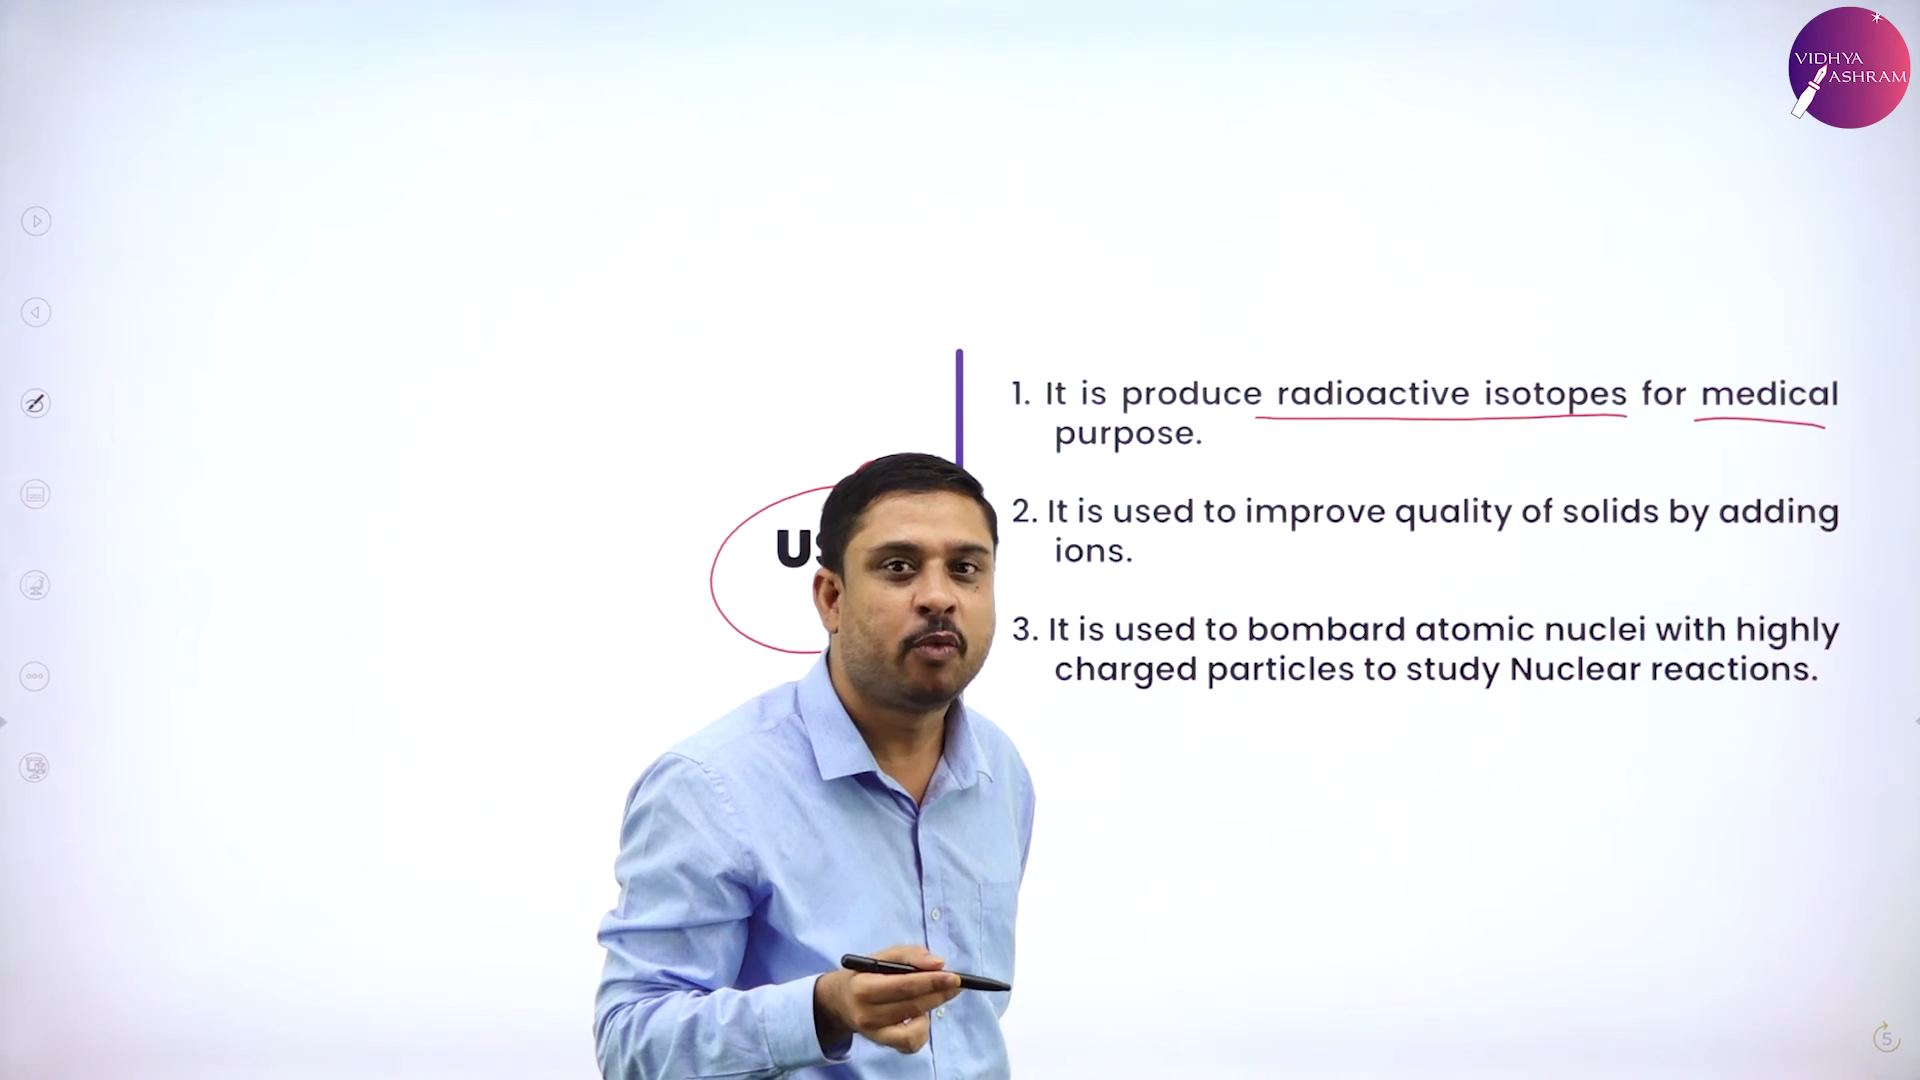 VIDHYA
ASHRAM
1. It is produce radioactive isotopes for medical
purpose.
2. It is used to improve quality of solids by adding
ions.
3. It is used to bombard atomic nuclei with highly
charged particles to study Nuclear reactions.
5